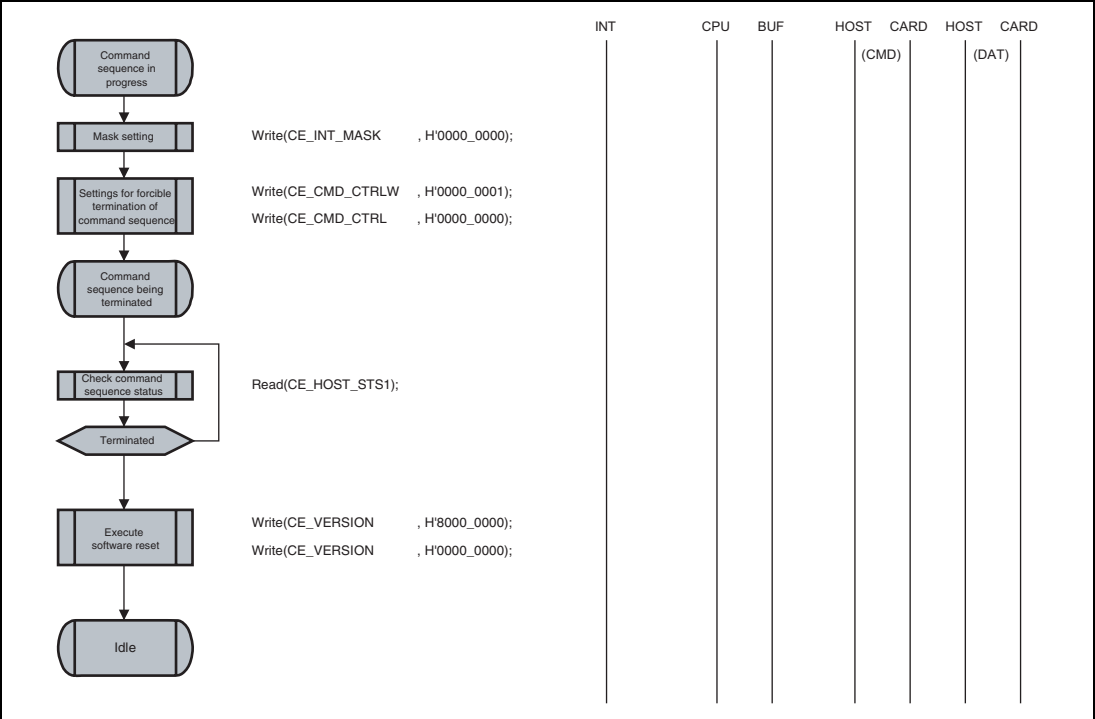 INT CPU BUF HOST CARD HOST CARD
(CMD) (DAT)
Command
sequence in
progress
Mask setting
Write(CE_INT_MASK , H'0000_0000);
Settings for forcible
termination of
command sequence
Write(CE_CMD_CTRLW , H'0000_0001);
Write(CE_CMD_CTRL , H'0000_0000);
Command
sequence being
terminated
Check command
sequence status
Read(CE_HOST_STS1);
Terminated
Execute
software reset
Write(CE_VERSION , H'8000_0000);
Write(CE_VERSION , H'0000_0000);
Idle